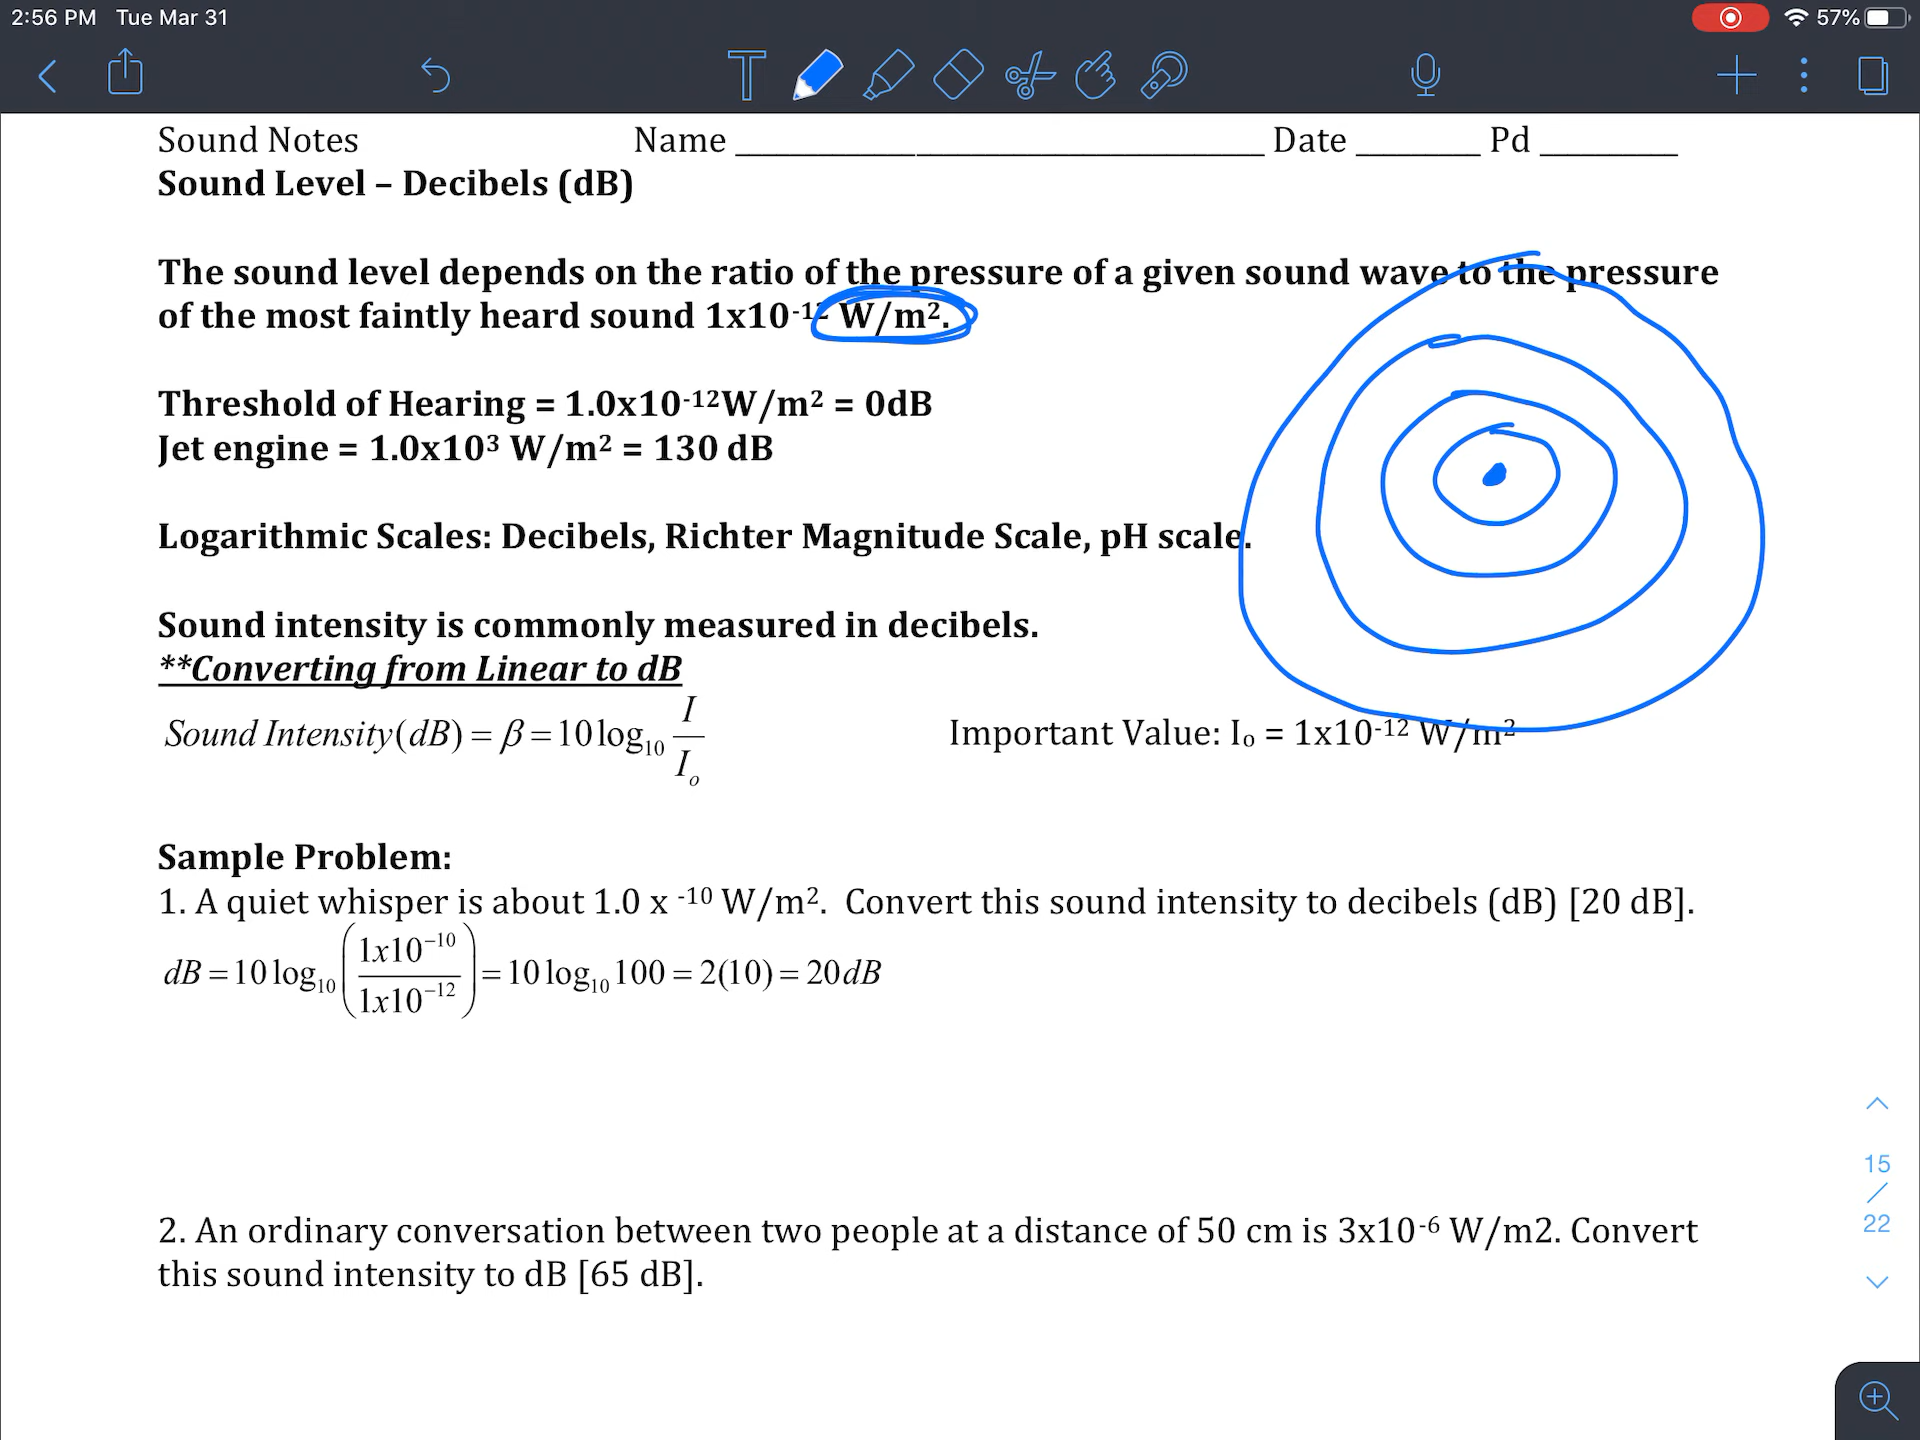 2:56 PM Tue Mar 31
57%
Sound Notes Name ____________________ Date ______ Pd ______
Sound Level – Decibels (dB)
The sound level depends on the ratio of the pressure of a given sound wave to the pressure
of the most faintly heard sound 1x10⁻¹² W/m².
Threshold of Hearing = 1.0x10⁻¹²W/m² = 0dB
Jet engine = 1.0x10³ W/m² = 130 dB
Logarithmic Scales: Decibels, Richter Magnitude Scale, pH scale.
Sound intensity is commonly measured in decibels.
**Converting from Linear to dB
Sound Intensity(dB) = β = 10 log₁₀ I/Iₒ Important Value: Iₒ = 1x10⁻¹² W/m²
Sample Problem:
1. A quiet whisper is about 1.0 x ⁻¹⁰ W/m². Convert this sound intensity to decibels (dB) [20 dB].
dB = 10 log₁₀ (1x10⁻¹⁰/1x10⁻¹²) = 10 log₁₀ 100 = 2(10) = 20dB
2. An ordinary conversation between two people at a distance of 50 cm is 3x10⁻⁶ W/m2. Convert
this sound intensity to dB [65 dB].
15
/
22